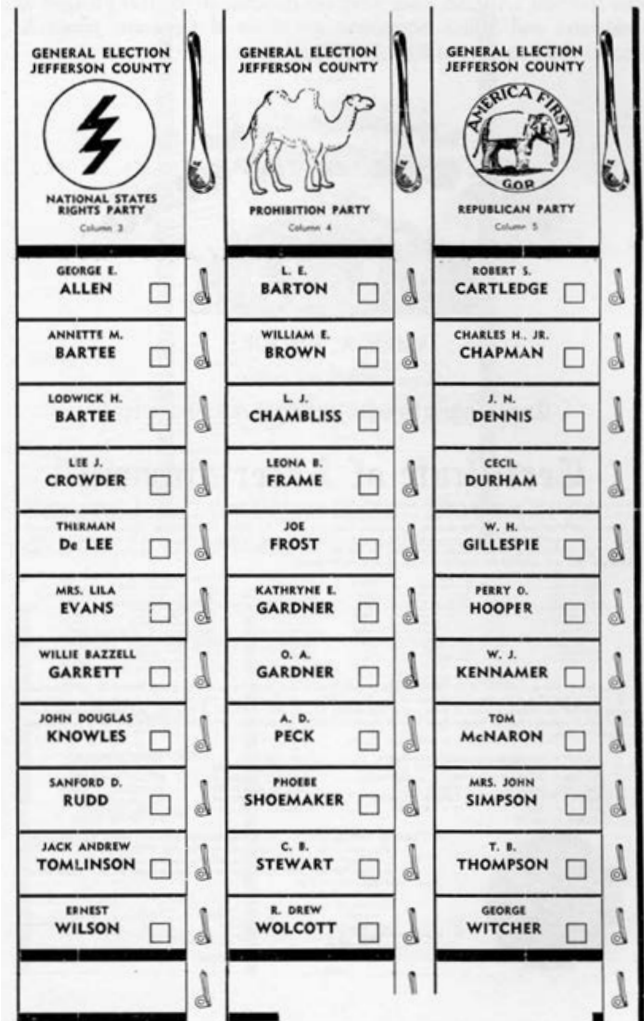 GENERAL ELECTION
JEFFERSON COUNTY
NATIONAL STATES
RIGHTS PARTY
Column 3
GEORGE E.
ALLEN
ANNETTE M.
BARTEE
LODWICK H.
BARTEE
LEE J.
CROWDER
THERMAN
De LEE
MRS. LILA
EVANS
WILLIE BAZZELL
GARRETT
JOHN DOUGLAS
KNOWLES
SANFORD D.
RUDD
JACK ANDREW
TOMLINSON
ERNEST
WILSON
GENERAL ELECTION
JEFFERSON COUNTY
PROHIBITION PARTY
Column 4
L. E.
BARTON
WILLIAM E.
BROWN
L. J.
CHAMBLISS
LEONA B.
FRAME
JOE
FROST
KATHRYNE E.
GARDNER
O. A.
GARDNER
A. D.
PECK
PHOEBE
SHOEMAKER
C. B.
STEWART
R. DREW
WOLCOTT
GENERAL ELECTION
JEFFERSON COUNTY
AMERICA FIRST
G.O.P.
REPUBLICAN PARTY
Column 5
ROBERT S.
CARTLEDGE
CHARLES H., JR.
CHAPMAN
J. N.
DENNIS
CECIL
DURHAM
W. H.
GILLESPIE
PERRY O.
HOOPER
W. J.
KENNAMER
TOM
McNARON
MRS. JOHN
SIMPSON
T. B.
THOMPSON
GEORGE
WITCHER